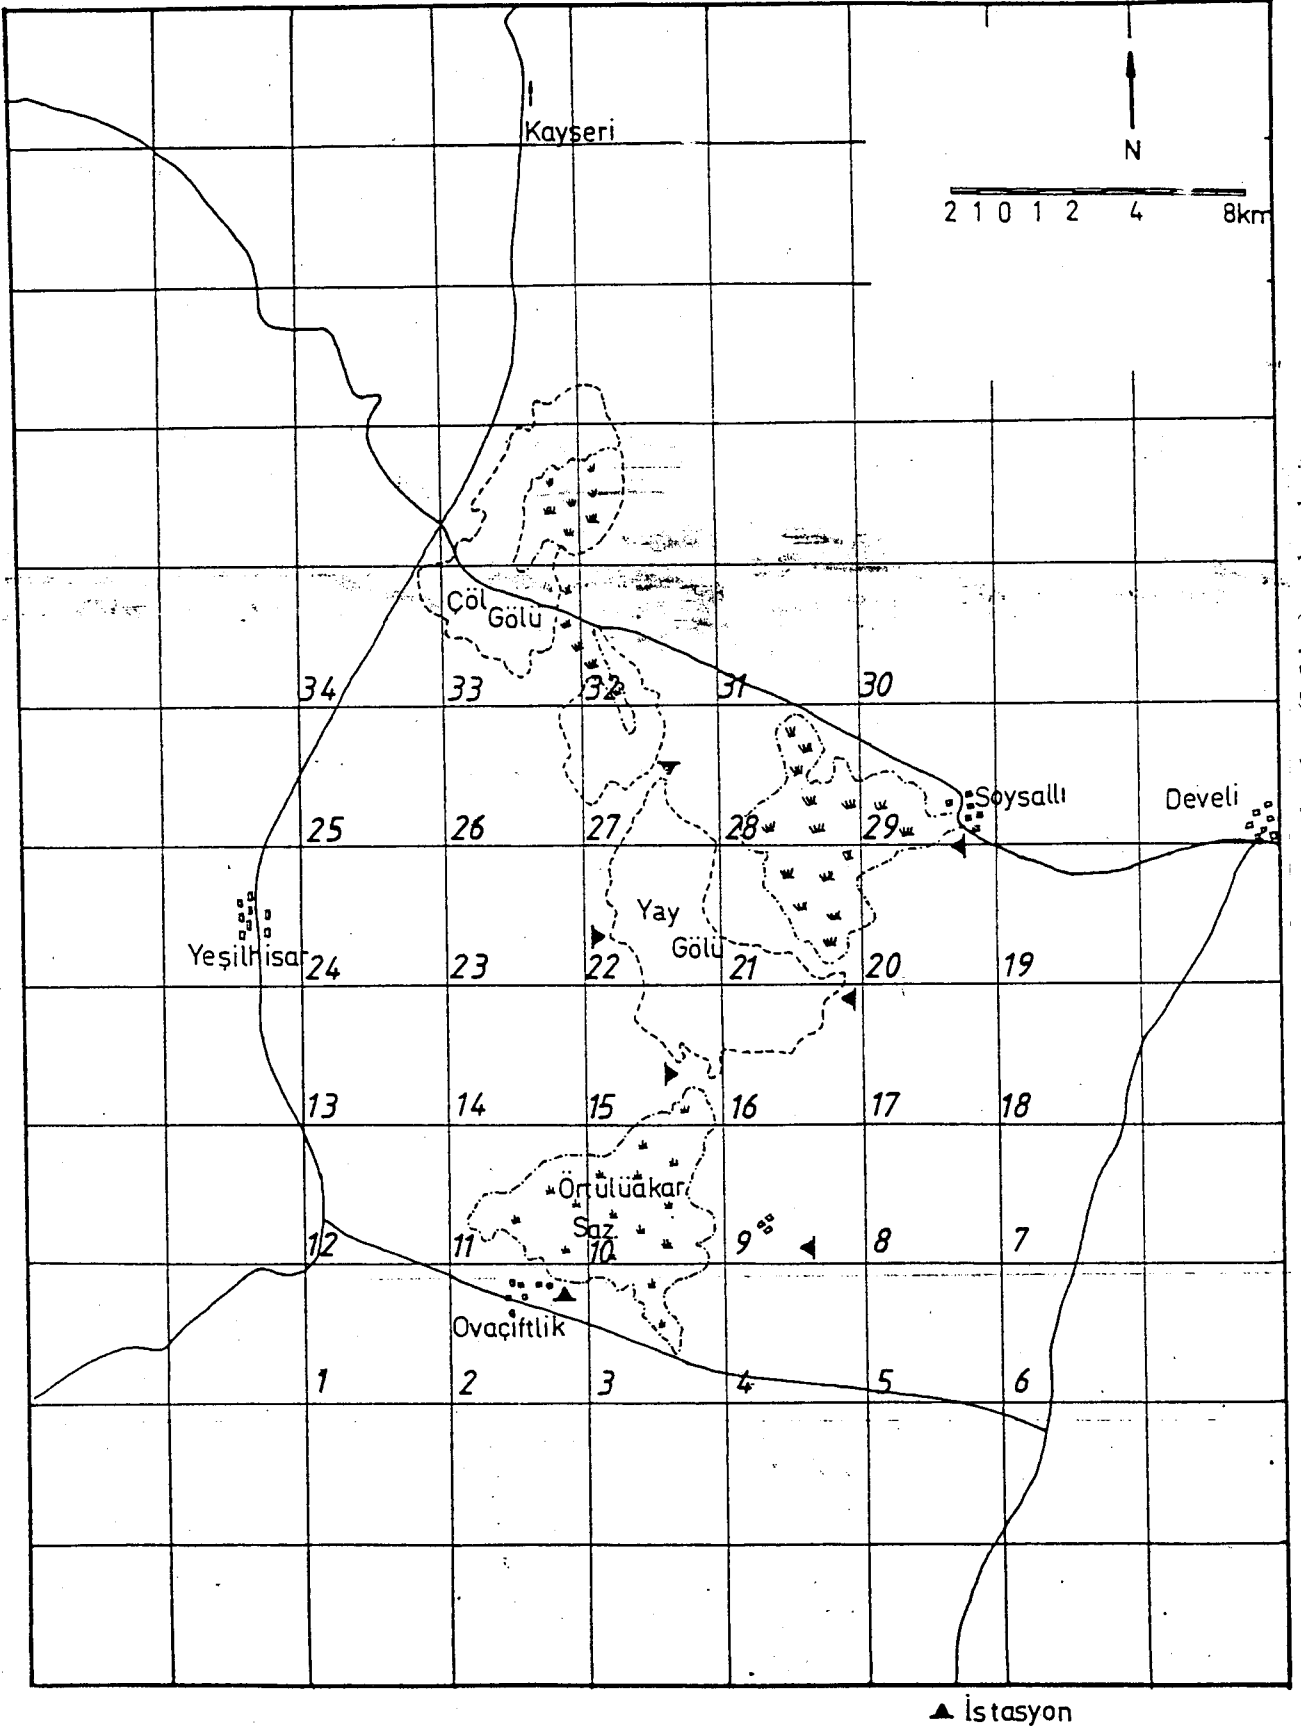 Kayseri
N
2 1 0 1 2 4 8km
Çöl
Gölü
34 33 32 31 30
Soysallı
Develi
25 26 27 28 29
Yay
Gölü
Yeşilhisar
24 23 22 21 20 19
13 14 15 16 17 18
Örtülüakar
Saz
12 11 10 9 8 7
Ovaçiftlik
1 2 3 4 5 6
İstasyon